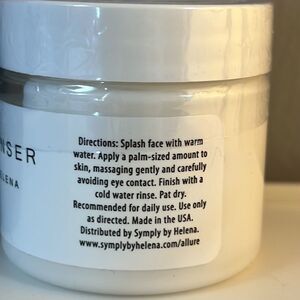 NSER
ELENA
Directions: Splash face with warm
water. Apply a palm-sized amount to
skin, massaging gently and carefully
avoiding eye contact. Finish with a
cold water rinse. Pat dry.
Recommended for daily use. Use only
as directed. Made in the USA.
Distributed by Symply by Helena.
www.symplybyhelena.com/allure